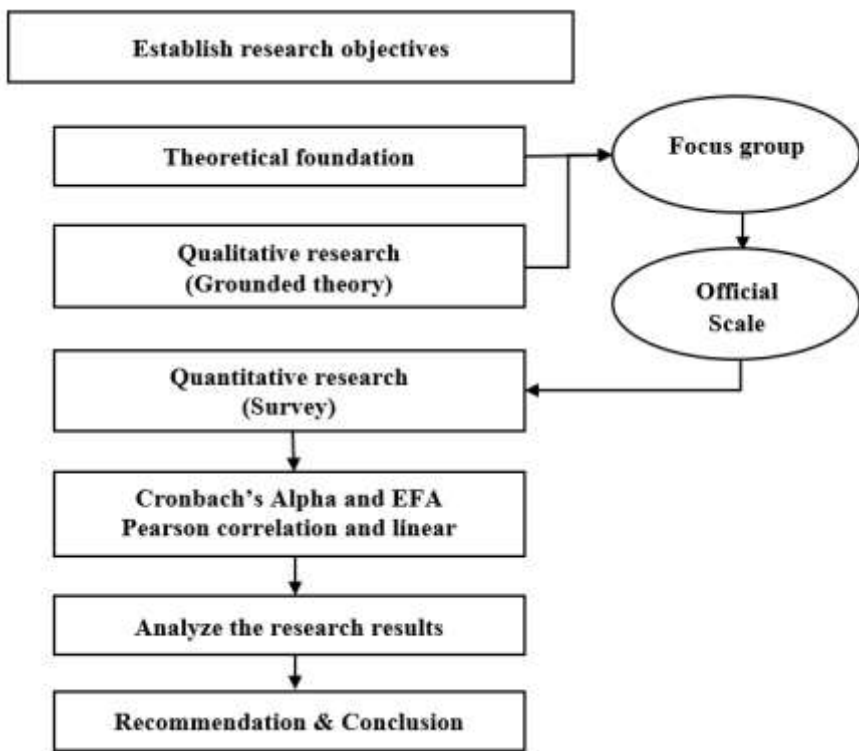 Establish research objectives
Theoretical foundation
Focus group
Qualitative research
(Grounded theory)
Official
Scale
Quantitative research
(Survey)
Cronbach's Alpha and EFA
Pearson correlation and linear
Analyze the research results
Recommendation & Conclusion